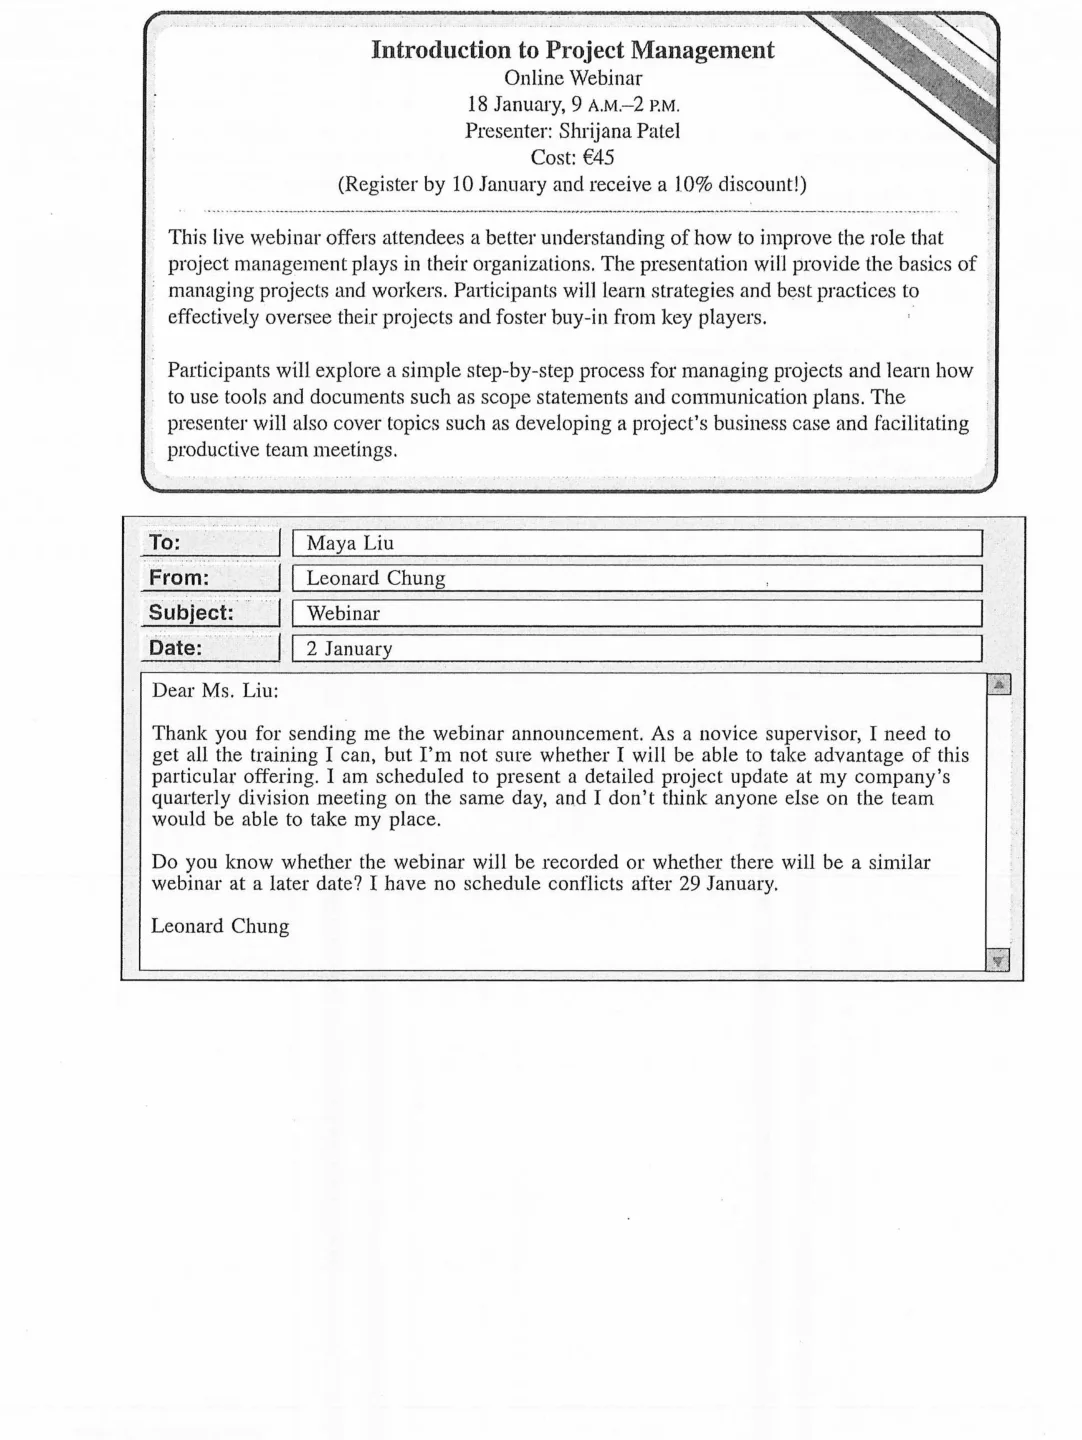 Introduction to Project Management
Online Webinar
18 January, 9 A.M.–2 P.M.
Presenter: Shrijana Patel
Cost: €45
(Register by 10 January and receive a 10% discount!)
This live webinar offers attendees a better understanding of how to improve the role that
project management plays in their organizations. The presentation will provide the basics of
managing projects and workers. Participants will learn strategies and best practices to
effectively oversee their projects and foster buy-in from key players.
Participants will explore a simple step-by-step process for managing projects and learn how
to use tools and documents such as scope statements and communication plans. The
presenter will also cover topics such as developing a project's business case and facilitating
productive team meetings.
To: Maya Liu
From: Leonard Chung
Subject: Webinar
Date: 2 January
Dear Ms. Liu:
Thank you for sending me the webinar announcement. As a novice supervisor, I need to
get all the training I can, but I'm not sure whether I will be able to take advantage of this
particular offering. I am scheduled to present a detailed project update at my company's
quarterly division meeting on the same day, and I don't think anyone else on the team
would be able to take my place.
Do you know whether the webinar will be recorded or whether there will be a similar
webinar at a later date? I have no schedule conflicts after 29 January.
Leonard Chung